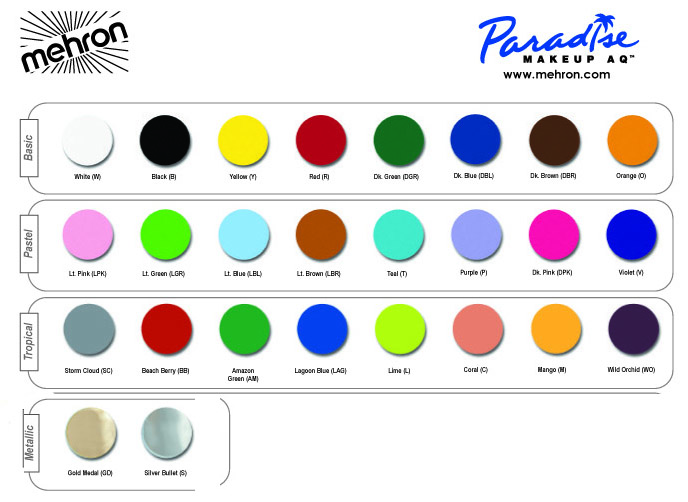 mehron
Paradise
MAKEUP AQ™
www.mehron.com
Basic
White (W)
Black (B)
Yellow (Y)
Red (R)
Dk. Green (DGR)
Dk. Blue (DBL)
Dk. Brown (DBR)
Orange (O)
Pastel
Lt. Pink (LPK)
Lt. Green (LGR)
Lt. Blue (LBL)
Lt. Brown (LBR)
Teal (T)
Purple (P)
Dk. Pink (DPK)
Violet (V)
Tropical
Storm Cloud (SC)
Beach Berry (BB)
Amazon
Green (AM)
Lagoon Blue (LAG)
Lime (L)
Coral (C)
Mango (M)
Wild Orchid (WO)
Metallic
Gold Medal (GD)
Silver Bullet (S)